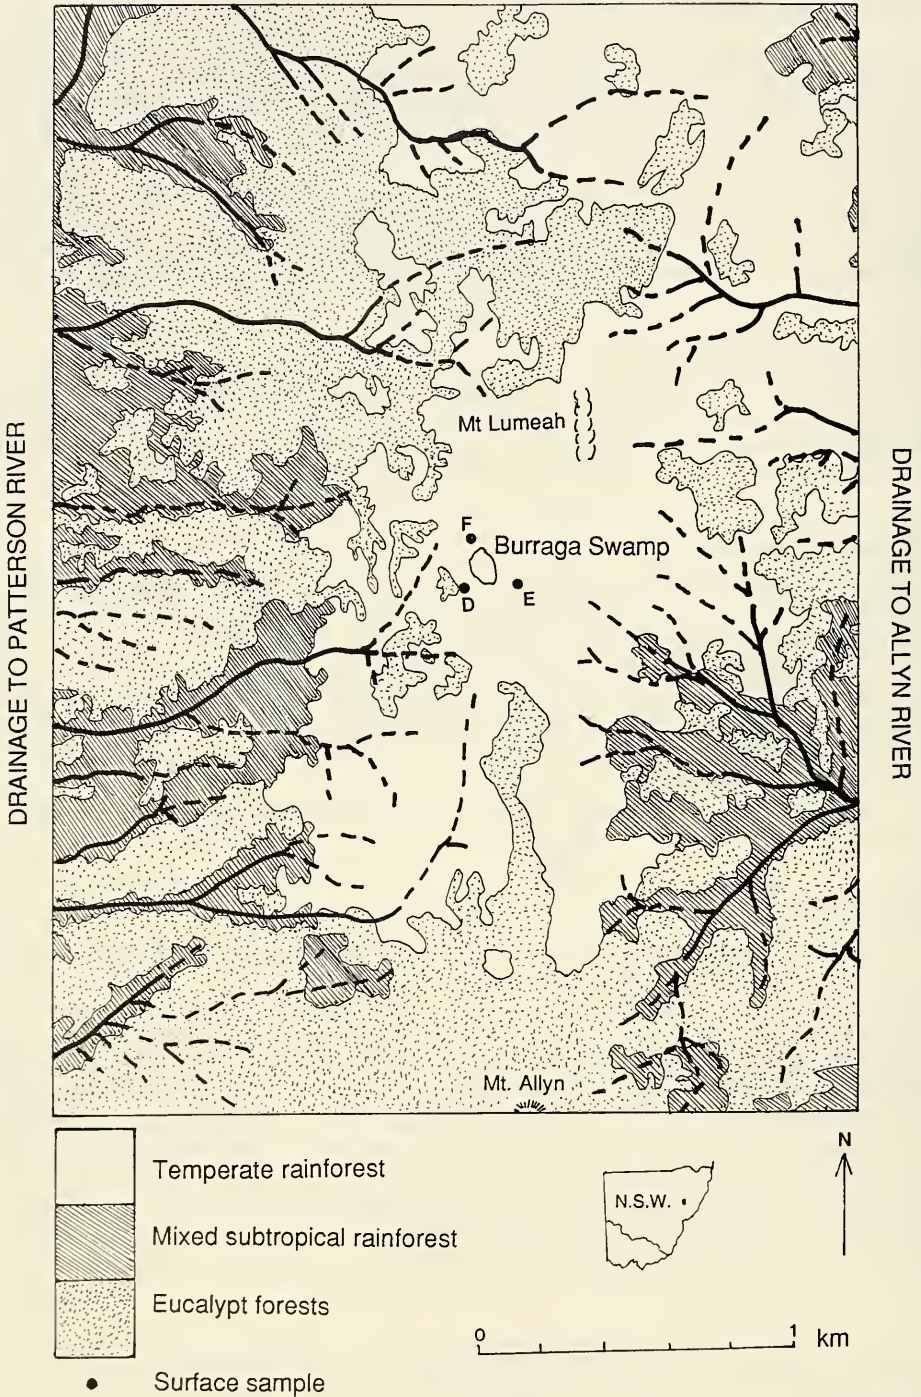 DRAINAGE TO PATTERSON RIVER
DRAINAGE TO ALLYN RIVER
Mt Lumeah
F
Burraga Swamp
D
E
Mt. Allyn
Temperate rainforest
Mixed subtropical rainforest
Eucalypt forests
Surface sample
N.S.W.
N
0 1 km